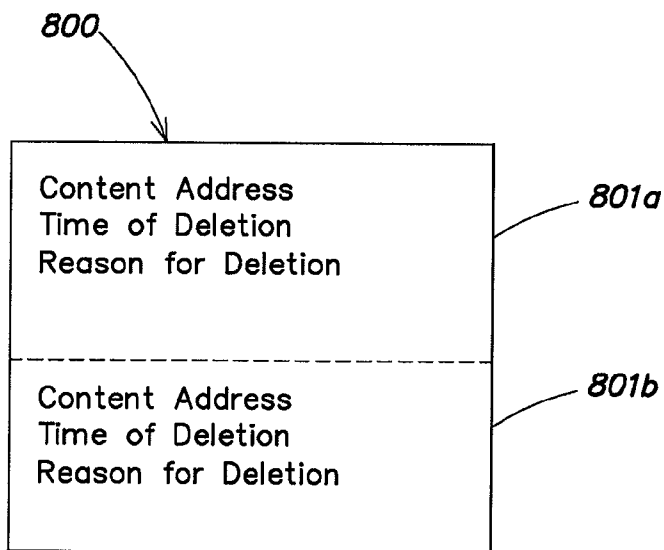 800
Content Address
Time of Deletion
Reason for Deletion
801a
Content Address
Time of Deletion
Reason for Deletion
801b